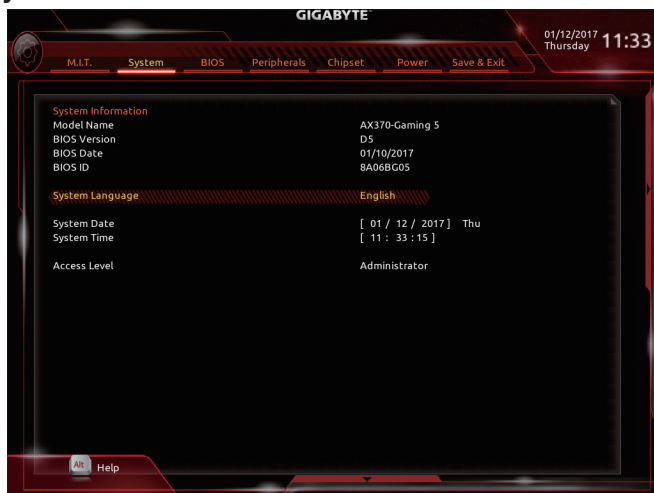 GIGABYTE™
01/12/2017 Thursday 11:33
M.I.T. System BIOS Peripherals Chipset Power Save & Exit
System Information
Model Name AX370-Gaming 5
BIOS Version D5
BIOS Date 01/10/2017
BIOS ID 8A06BG05
System Language English
System Date [ 01 / 12 / 2017 ] Thu
System Time [ 11 : 33 : 15 ]
Access Level Administrator
Alt Help